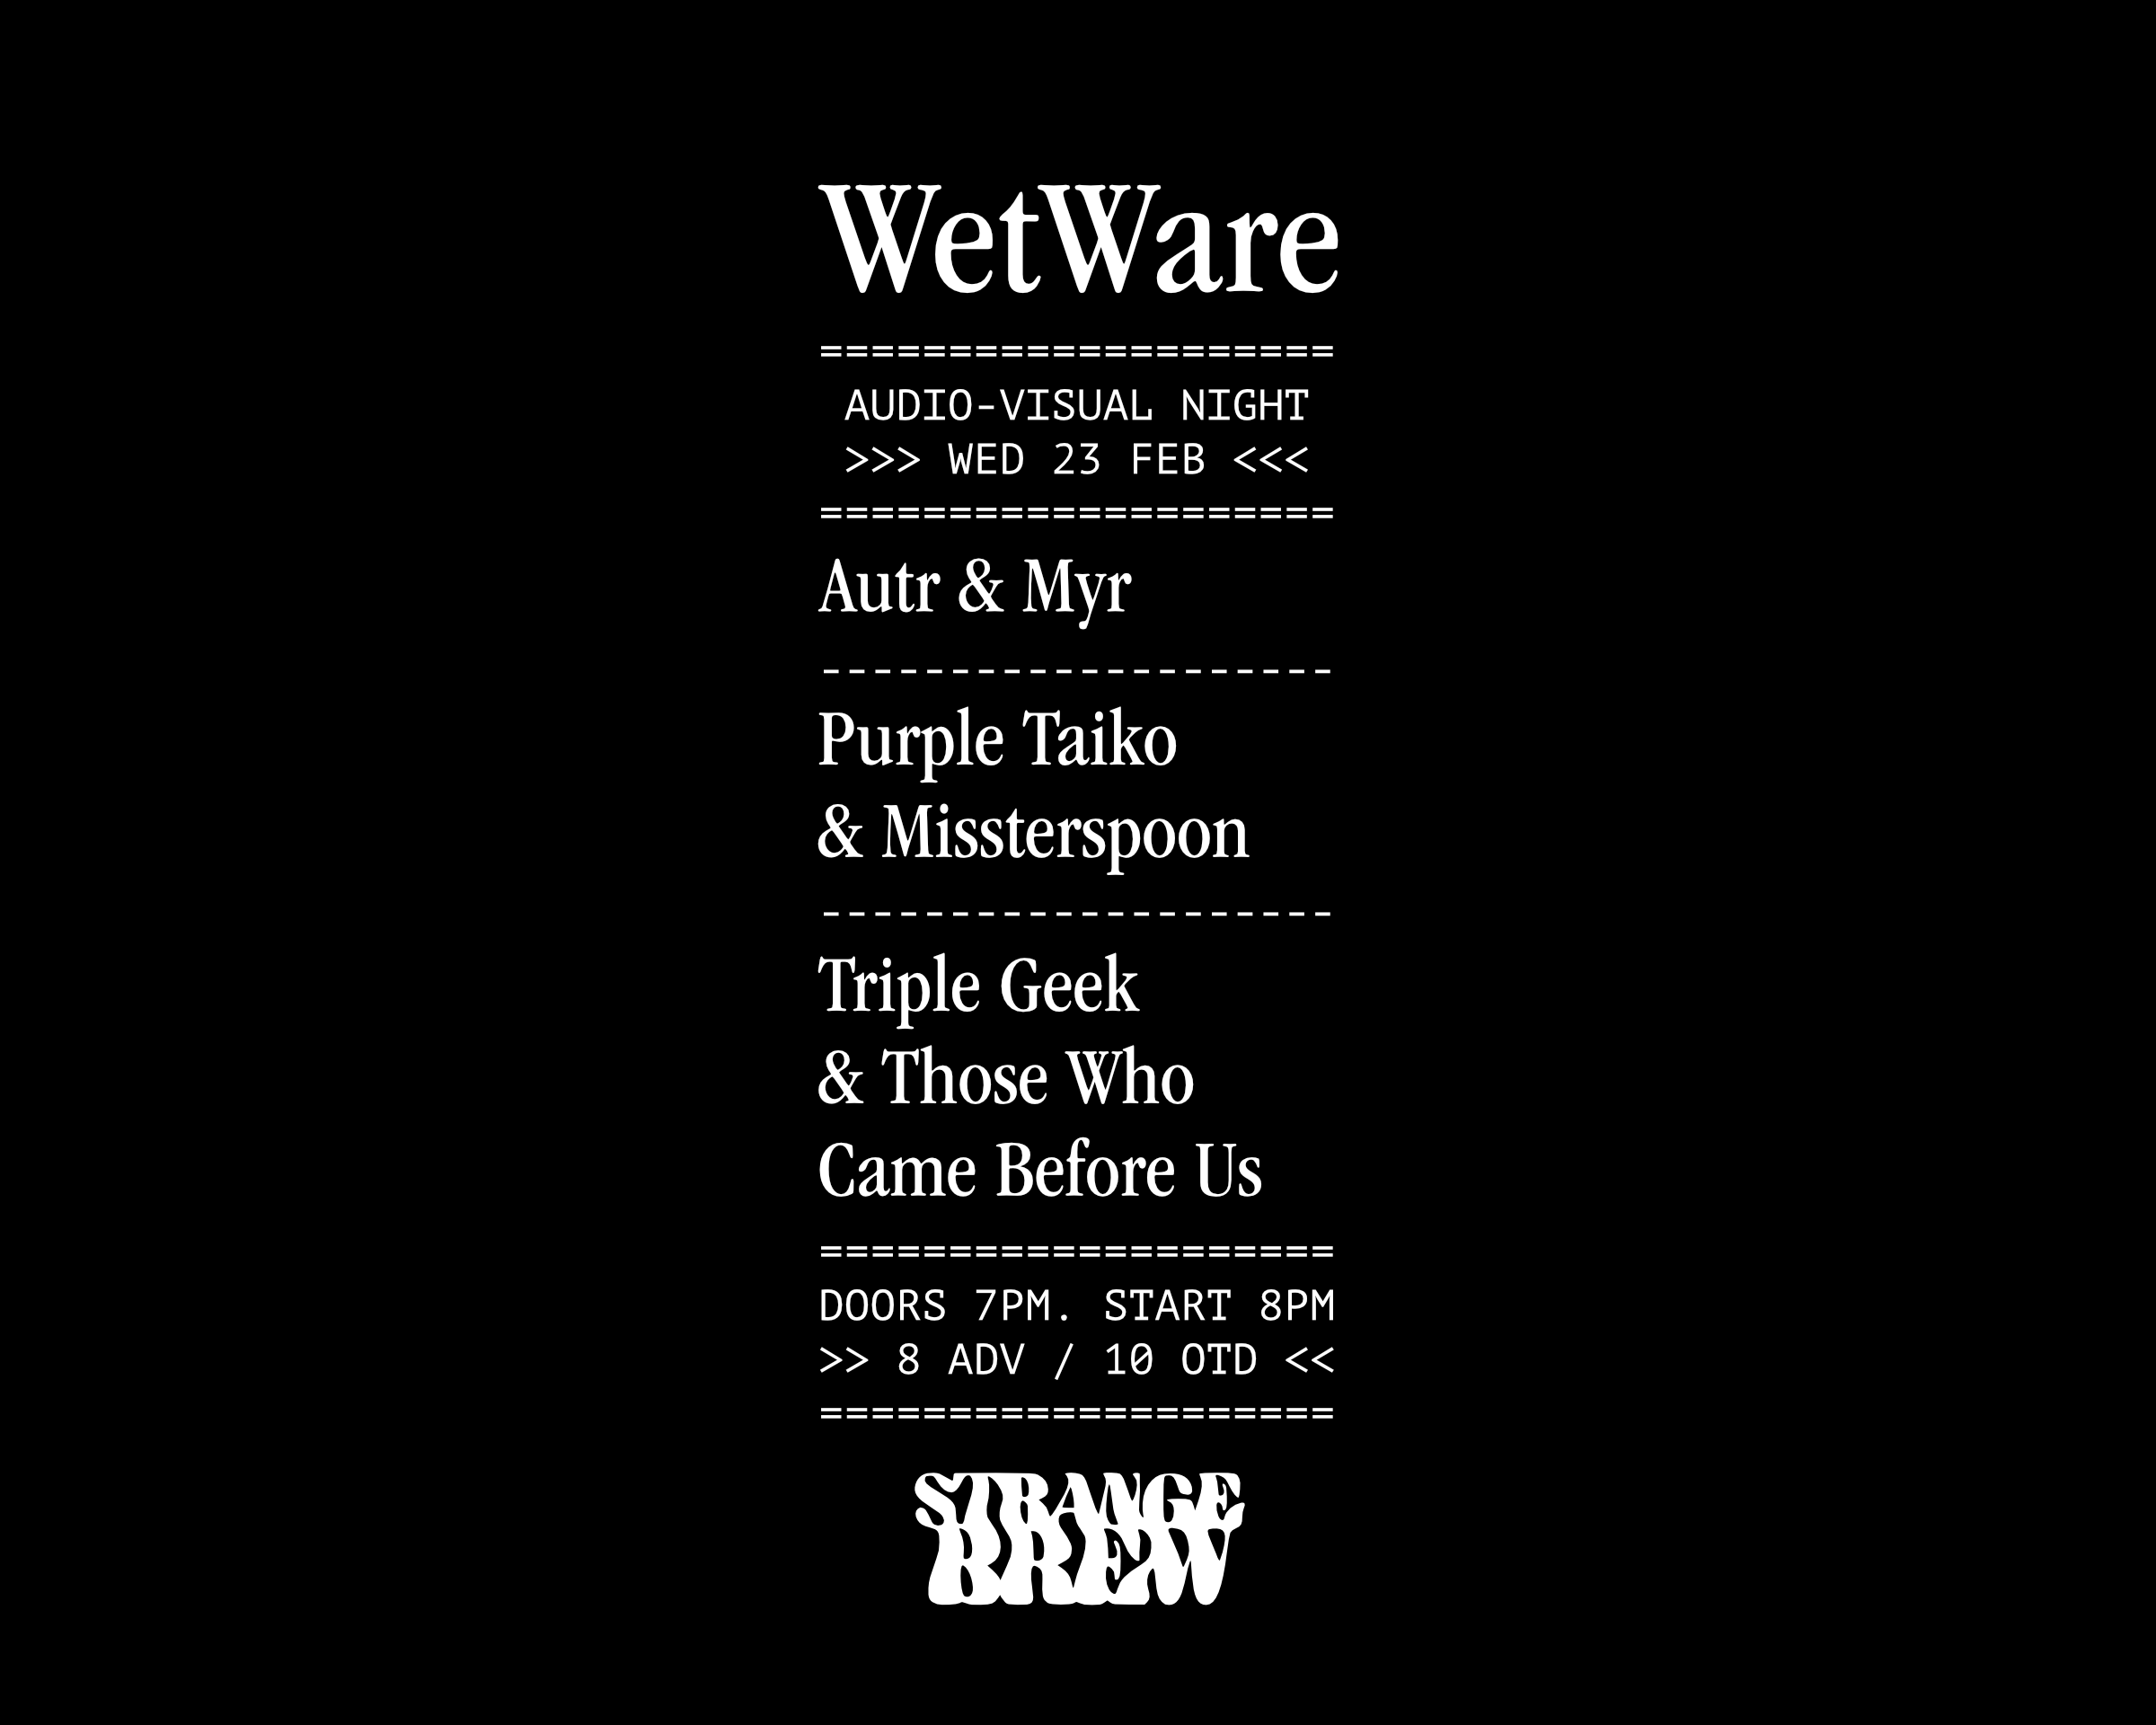 WetWare
====================
AUDIO-VISUAL NIGHT
>>> WED 23 FEB <<<
====================
Autr & Myr
--------------------
Purple Taiko
& Missterspoon
--------------------
Triple Geek
& Those Who
Came Before Us
====================
DOORS 7PM. START 8PM
>> 8 ADV / 10 OTD <<
====================
STRANGE
BREW